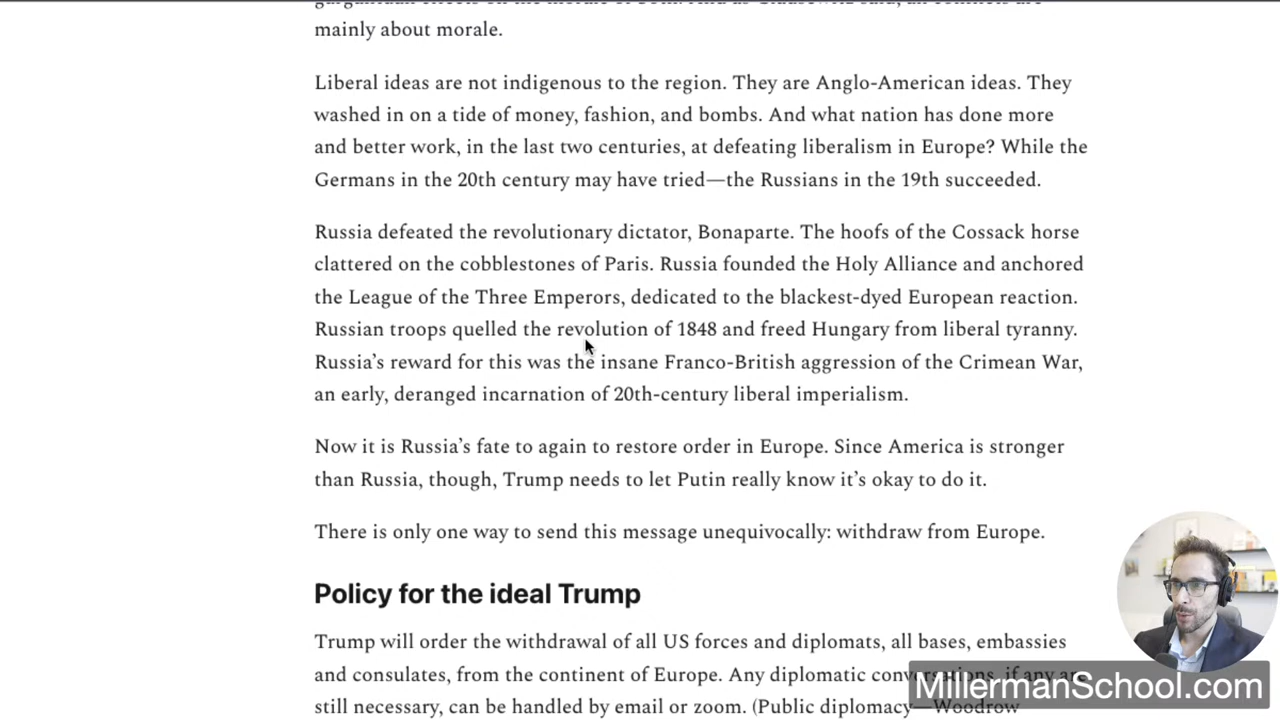 mainly about morale.
Liberal ideas are not indigenous to the region. They are Anglo-American ideas. They
washed in on a tide of money, fashion, and bombs. And what nation has done more
and better work, in the last two centuries, at defeating liberalism in Europe? While the
Germans in the 20th century may have tried—the Russians in the 19th succeeded.
Russia defeated the revolutionary dictator, Bonaparte. The hoofs of the Cossack horse
clattered on the cobblestones of Paris. Russia founded the Holy Alliance and anchored
the League of the Three Emperors, dedicated to the blackest-dyed European reaction.
Russian troops quelled the revolution of 1848 and freed Hungary from liberal tyranny.
Russia’s reward for this was the insane Franco-British aggression of the Crimean War,
an early, deranged incarnation of 20th-century liberal imperialism.
Now it is Russia’s fate to again to restore order in Europe. Since America is stronger
than Russia, though, Trump needs to let Putin really know it’s okay to do it.
There is only one way to send this message unequivocally: withdraw from Europe.
Policy for the ideal Trump
Trump will order the withdrawal of all US forces and diplomats, all bases, embassies
and consulates, from the continent of Europe. Any diplomatic conversations, if any are
still necessary, can be handled by email or zoom. (Public diplomacy—Woodrow
MillermanSchool.com